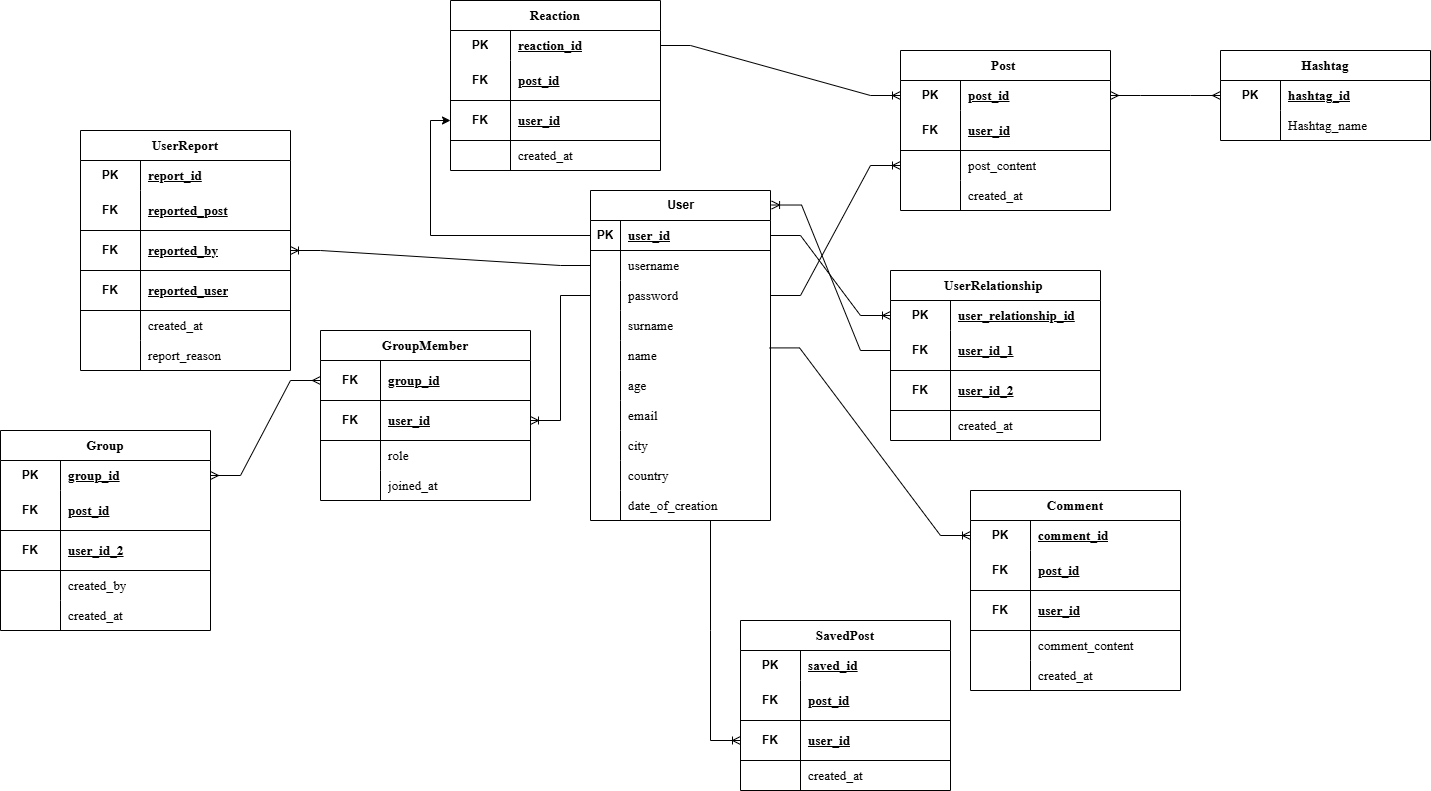 Reaction
PK reaction_id
FK post_id
FK user_id
created_at
Post
PK post_id
FK user_id
post_content
created_at
Hashtag
PK hashtag_id
Hashtag_name
UserReport
PK report_id
FK reported_post
FK reported_by
FK reported_user
created_at
report_reason
User
PK user_id
username
password
surname
name
age
email
city
country
date_of_creation
UserRelationship
PK user_relationship_id
FK user_id_1
FK user_id_2
created_at
GroupMember
FK group_id
FK user_id
role
joined_at
Group
PK group_id
FK post_id
FK user_id_2
created_by
created_at
Comment
PK comment_id
FK post_id
FK user_id
comment_content
created_at
SavedPost
PK saved_id
FK post_id
FK user_id
created_at